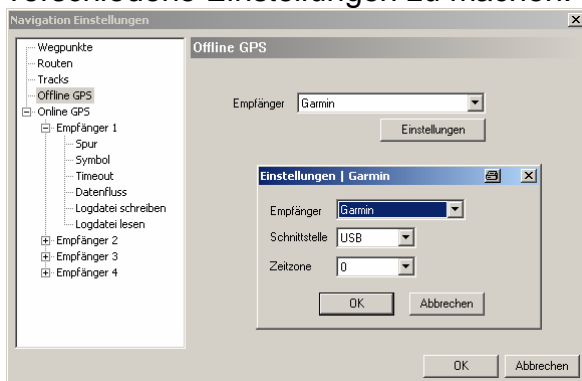 verschiedene Einstellungen zu machen.
Navigation Einstellungen
Wegpunkte
Routen
Tracks
Offline GPS
Online GPS
Empfänger 1
Spur
Symbol
Timeout
Datenfluss
Logdatei schreiben
Logdatei lesen
Empfänger 2
Empfänger 3
Empfänger 4
Offline GPS
Empfänger Garmin
Einstellungen
Einstellungen | Garmin
Empfänger Garmin
Schnittstelle USB
Zeitzone 0
OK Abbrechen
OK Abbrechen